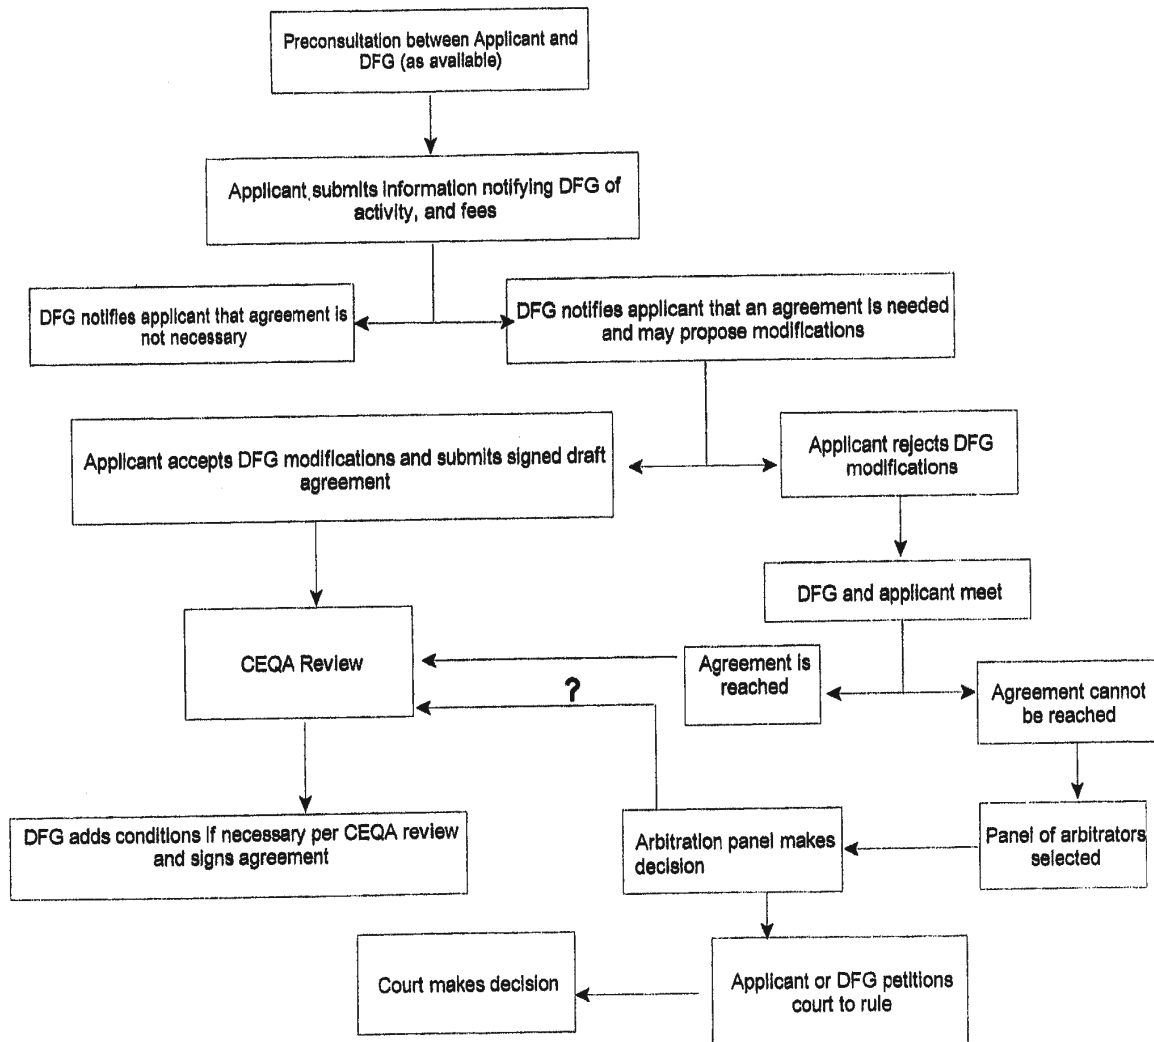 Preconsultation between Applicant and
DFG (as available)
Applicant submits information notifying DFG of
activity, and fees
DFG notifies applicant that agreement is
not necessary
DFG notifies applicant that an agreement is needed
and may propose modifications
Applicant accepts DFG modifications and submits signed draft
agreement
Applicant rejects DFG
modifications
DFG and applicant meet
CEQA Review
Agreement is
reached
?
Agreement cannot
be reached
DFG adds conditions if necessary per CEQA review
and signs agreement
Arbitration panel makes
decision
Panel of arbitrators
selected
Court makes decision
Applicant or DFG petitions
court to rule